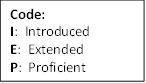 Code:
I: Introduced
E: Extended
P: Proficient